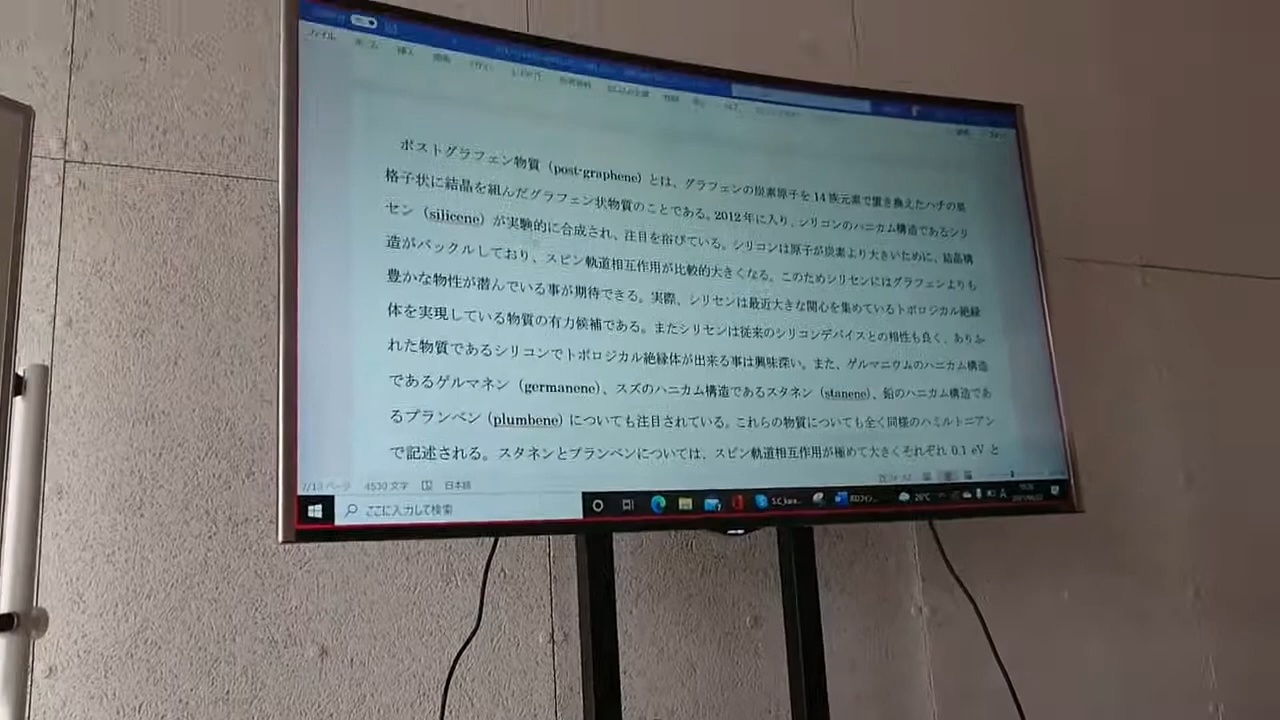 ファイル
ホーム
挿入
ポストグラフェン物質（post-graphene）とは、グラフェンの炭素原子を14族元素で置き換えたハチの巣
格子状に結晶を組んだグラフェン状物質のことである。2012年に入り、シリコンのハニカム構造であるシリ
セン（silicene）が実験的に合成され、注目を浴びている。シリコンは原子が炭素より大きいために、結晶構
造がバックルしており、スピン軌道相互作用が比較的大きくなる。このためシリセンにはグラフェンよりも
豊かな物性が潜んでいる事が期待できる。実際、シリセンは最近大きな関心を集めているトポロジカル絶縁
体を実現している物質の有力候補である。またシリセンは従来のシリコンデバイスとの相性も良く、ありふ
れた物質であるシリコンでトポロジカル絶縁体が出来る事は興味深い。また、ゲルマニウムのハニカム構造
であるゲルマネン（germanene）、スズのハニカム構造であるスタネン（stanene）、鉛のハニカム構造であ
るプランベン（plumbene）についても注目されている。これらの物質についても全く同様のハミルトニアン
で記述される。スタネンとプランベンについては、スピン軌道相互作用が極めて大きくそれぞれ 0.1 eV と
7/13 ページ 4530 文字 日本語
ここに入力して検索
26℃ A